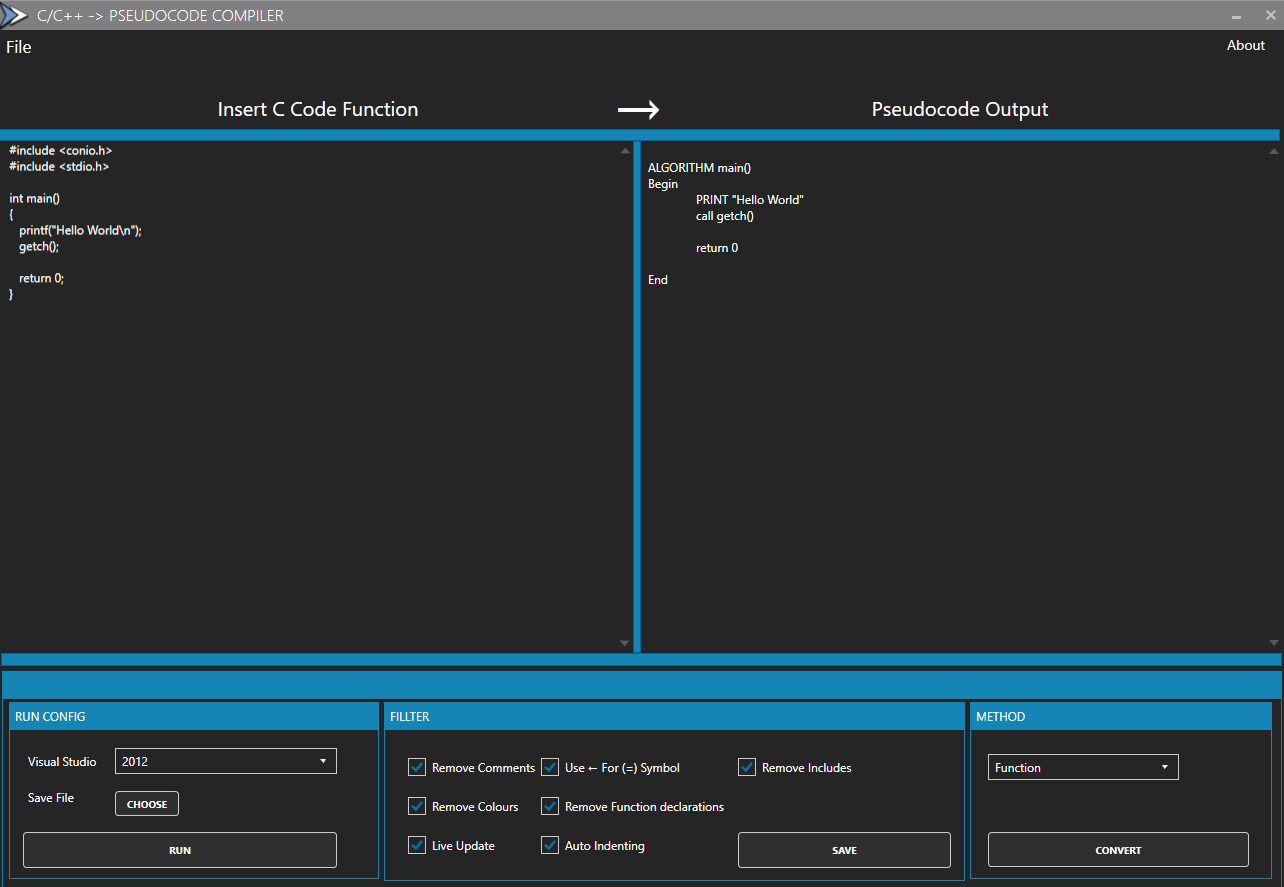 C/C++ -> PSEUDOCODE COMPILER
File
About
Insert C Code Function
Pseudocode Output
#include <conio.h>
#include <stdio.h>
int main()
{
printf("Hello World\n");
getch();
return 0;
}
ALGORITHM main()
Begin
PRINT "Hello World"
call getch()
return 0
End
RUN CONFIG
Visual Studio
2012
Save File
CHOOSE
RUN
FILLTER
Remove Comments
Use ← For (=) Symbol
Remove Includes
Remove Colours
Remove Function declarations
Live Update
Auto Indenting
SAVE
METHOD
Function
CONVERT